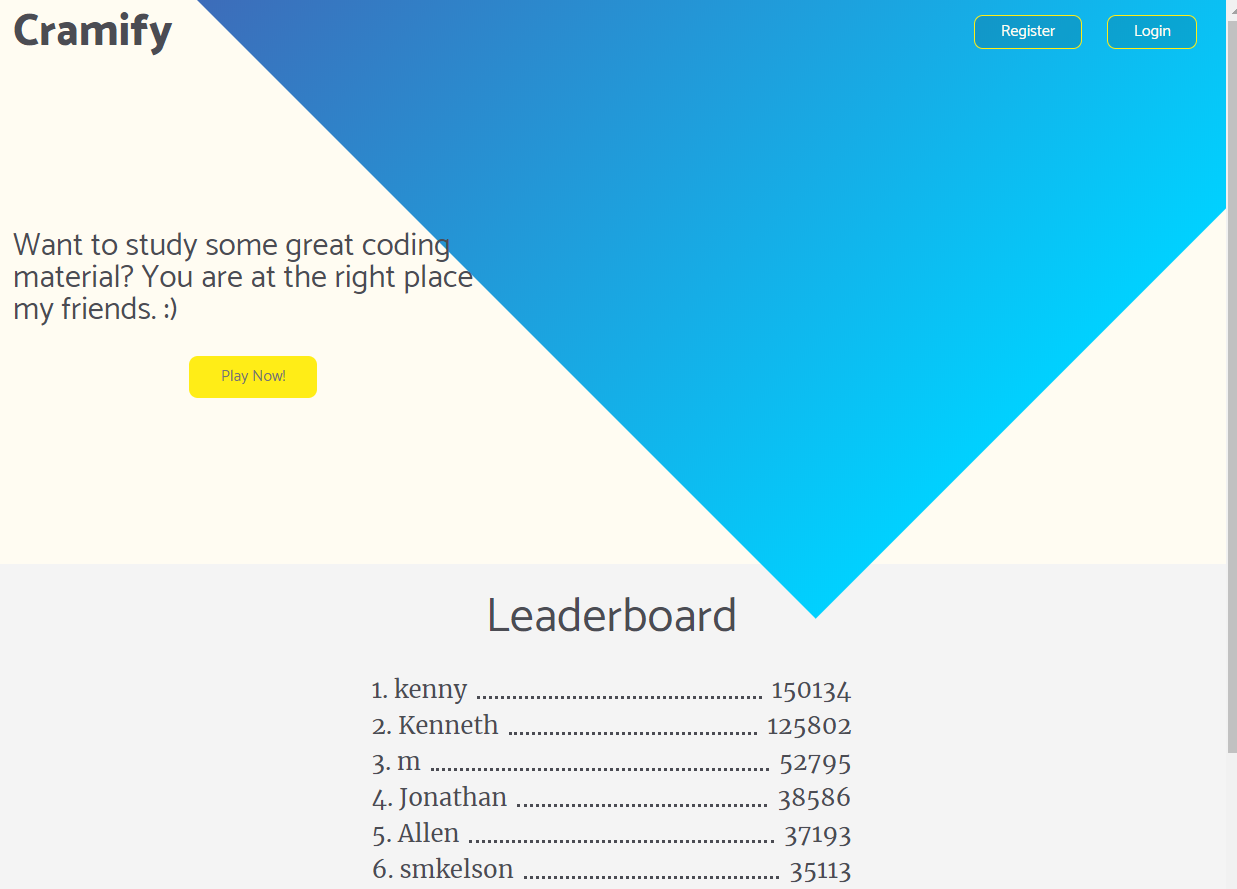 Cramify
Register
Login
Want to study some great coding
material? You are at the right place
my friends. :)
Play Now!
Leaderboard
1. kenny ........................................ 150134
2. Kenneth ........................................ 125802
3. m ........................................ 52795
4. Jonathan ........................................ 38586
5. Allen ........................................ 37193
6. smkelson ........................................ 35113